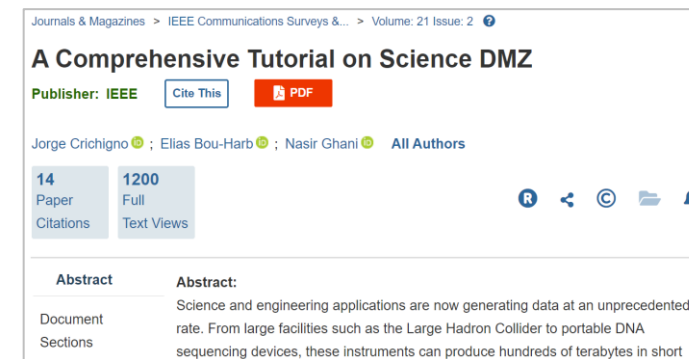 Journals & Magazines > IEEE Communications Surveys &... > Volume: 21 Issue: 2 ?
A Comprehensive Tutorial on Science DMZ
Publisher: IEEE Cite This PDF
Jorge Crichigno iD ; Elias Bou-Harb iD ; Nasir Ghani iD All Authors
14
Paper
Citations
1200
Full
Text Views
R ©
Abstract
Document
Sections
Abstract:
Science and engineering applications are now generating data at an unprecedented
rate. From large facilities such as the Large Hadron Collider to portable DNA
sequencing devices, these instruments can produce hundreds of terabytes in short